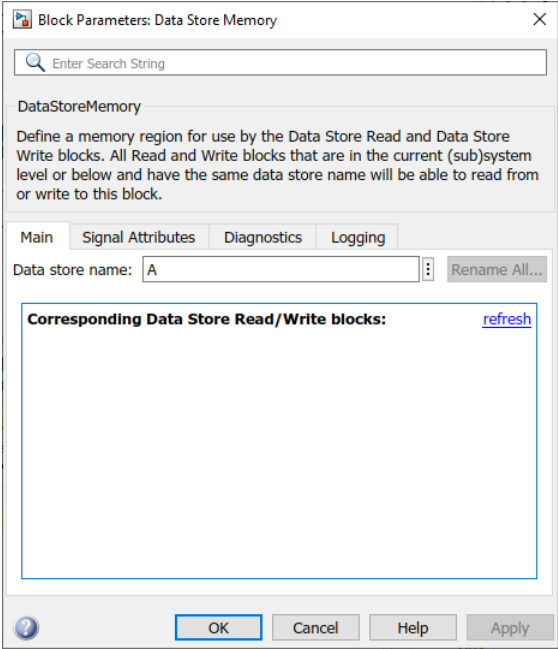 Block Parameters: Data Store Memory
Enter Search String
DataStoreMemory
Define a memory region for use by the Data Store Read and Data Store
Write blocks. All Read and Write blocks that are in the current (sub)system
level or below and have the same data store name will be able to read from
or write to this block.
Main Signal Attributes Diagnostics Logging
Data store name: A Rename All...
Corresponding Data Store Read/Write blocks: refresh
OK Cancel Help Apply